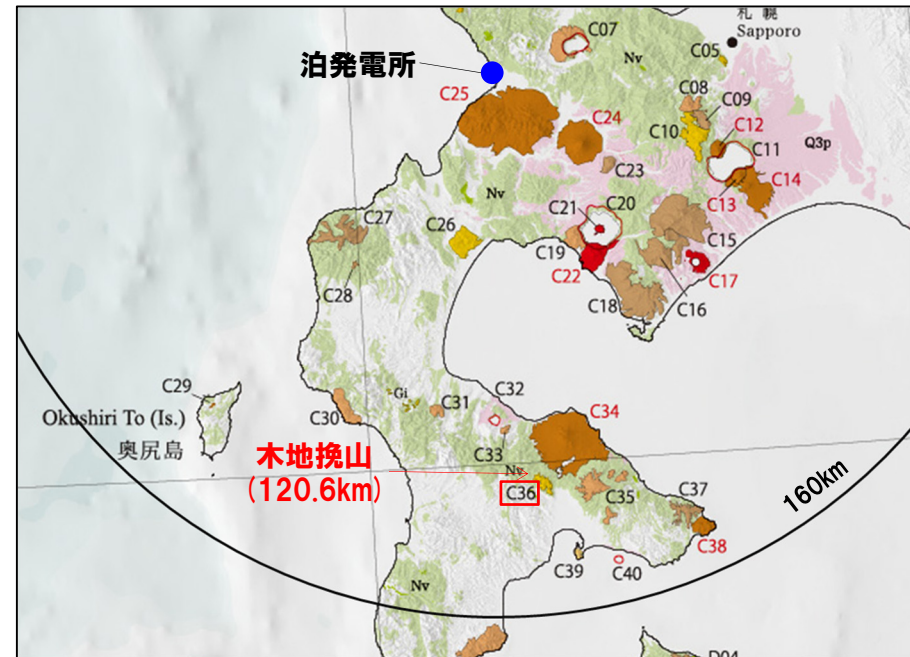 札幌
Sapporo
C07
Nv
C05
泊発電所
C25
C24
C08
C09
C10
C12
C11
Q3p
C23
C14
C13
Nv
C21
C20
C27
C26
C19
C15
C22
C17
C28
C18
C16
C29
Okushiri To (Is.)
奥尻島
Gi
C30
C31
C32
C34
C33
木地挽山
(120.6km)
Nv
C36
C35
C37
160km
C38
C39
C40
Nv
D04